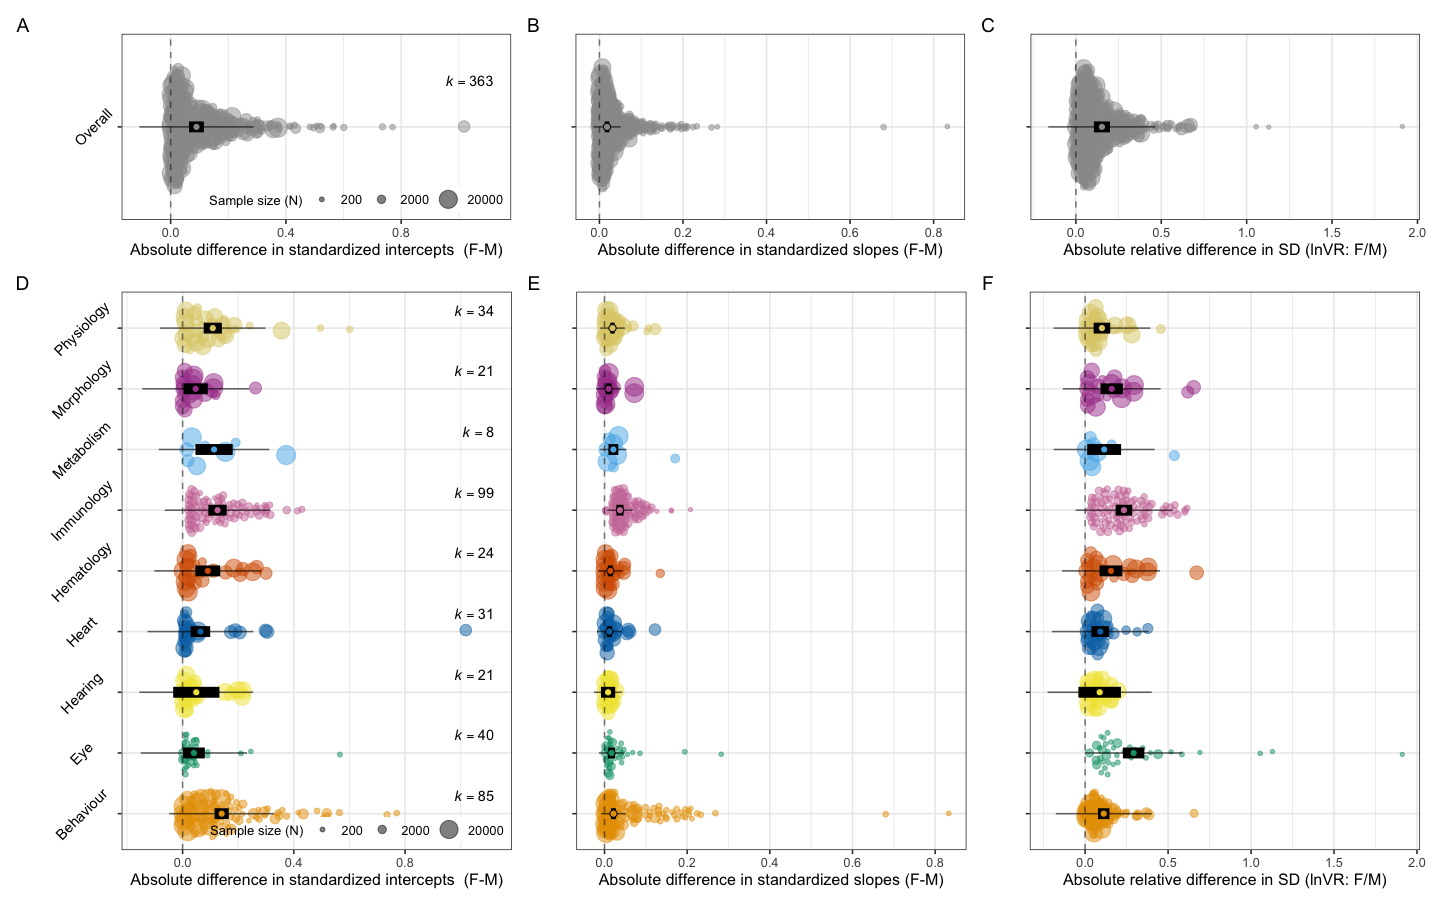 A
B
C
Overall
k = 363
Sample size (N) 200 2000 20000
0.0 0.4 0.8
Absolute difference in standardized intercepts (F-M)
0.0 0.2 0.4 0.6 0.8
Absolute difference in standardized slopes (F-M)
0.0 0.5 1.0 1.5 2.0
Absolute relative difference in SD (lnVR: F/M)
D
E
F
Physiology
k = 34
Morphology
k = 21
Metabolism
k = 8
Immunology
k = 99
Hematology
k = 24
Heart
k = 31
Hearing
k = 21
Eye
k = 40
Behaviour
k = 85
Sample size (N) 200 2000 20000
0.0 0.4 0.8
Absolute difference in standardized intercepts (F-M)
0.0 0.2 0.4 0.6 0.8
Absolute difference in standardized slopes (F-M)
0.0 0.5 1.0 1.5 2.0
Absolute relative difference in SD (lnVR: F/M)